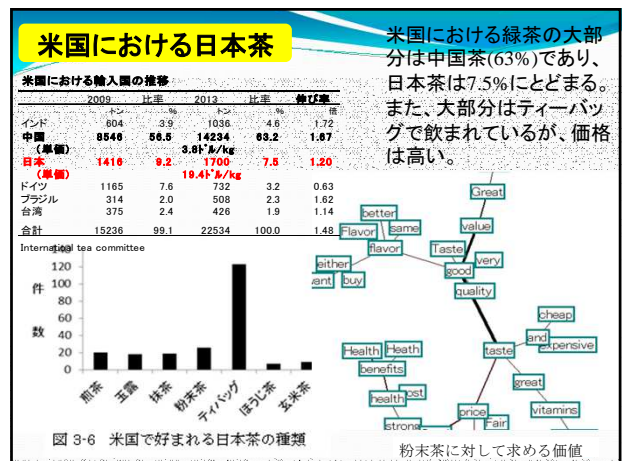 米国における日本茶
米国における緑茶の大部
分は中国茶(63%)であり、
日本茶は7.5%にとどまる。
また、大部分はティーバッ
グで飲まれているが、価格
は高い。
米国における輸入国の推移
2009 比率 2013 比率 伸び率
トン % トン % 倍
インド 604 3.9 1036 4.6 1.72
中国 8546 56.5 14234 63.2 1.67
(単価) 3.8ドル/kg
日本 1416 9.2 1700 7.5 1.20
(単価) 19.4ドル/kg
ドイツ 1165 7.6 732 3.2 0.63
ブラジル 314 2.0 508 2.3 1.62
台湾 375 2.4 426 1.9 1.14
合計 15236 99.1 22534 100.0 1.48
International tea committee
140
120
100
80
60
40
20
0
件
数
煎茶
玉露
抹茶
粉末茶
ティバッグ
ほうじ茶
玄米茶
図 3-6 米国で好まれる日本茶の種類
Great
better
value
Flavor
same
flavor
Taste
very
either
good
want
buy
quality
cheap
and
expensive
Health
Heath
taste
benefits
great
health
cost
vitamins
price
Fair
strong
粉末茶に対して求める価値